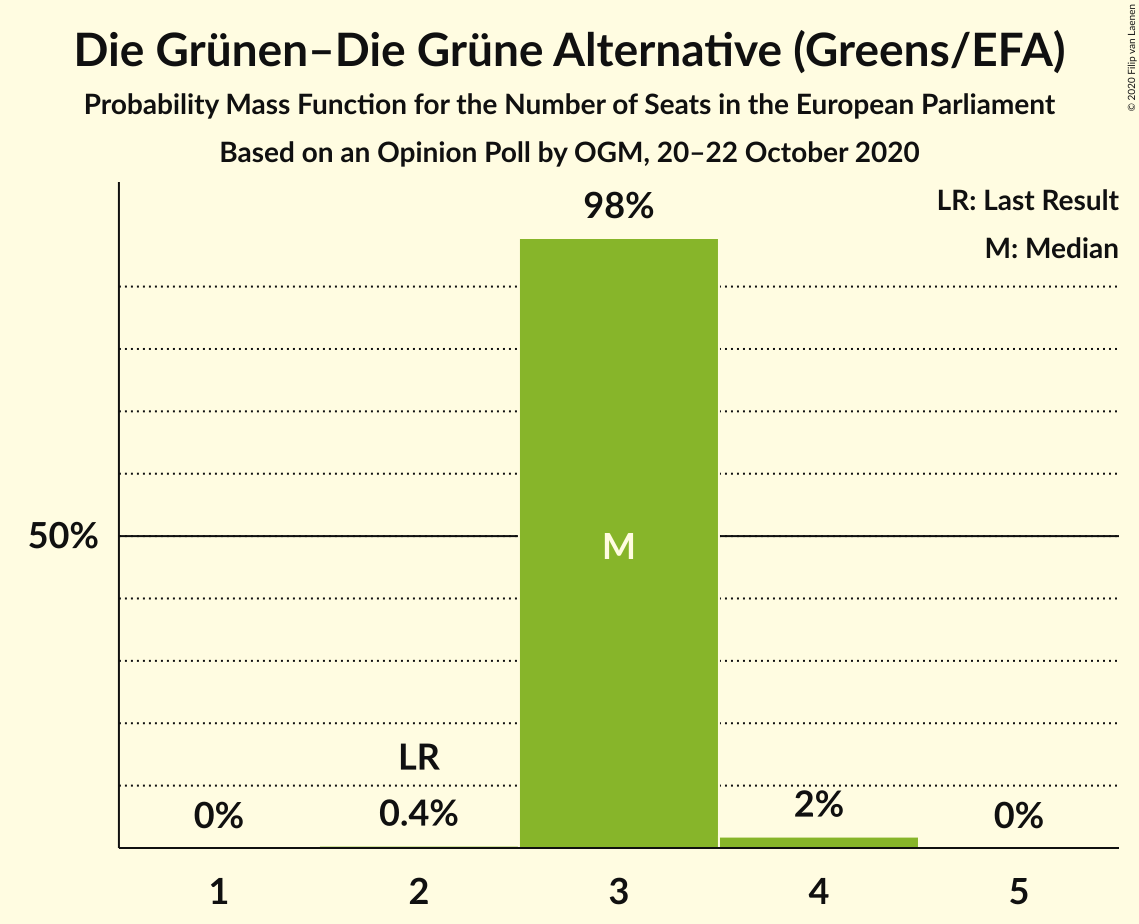 Die Grünen–Die Grüne Alternative (Greens/EFA)
Probability Mass Function for the Number of Seats in the European Parliament
Based on an Opinion Poll by OGM, 20–22 October 2020
© 2020 Filip van Laenen
LR: Last Result
M: Median
98%
50%
M
LR
0%
0.4%
2%
0%
1
2
3
4
5